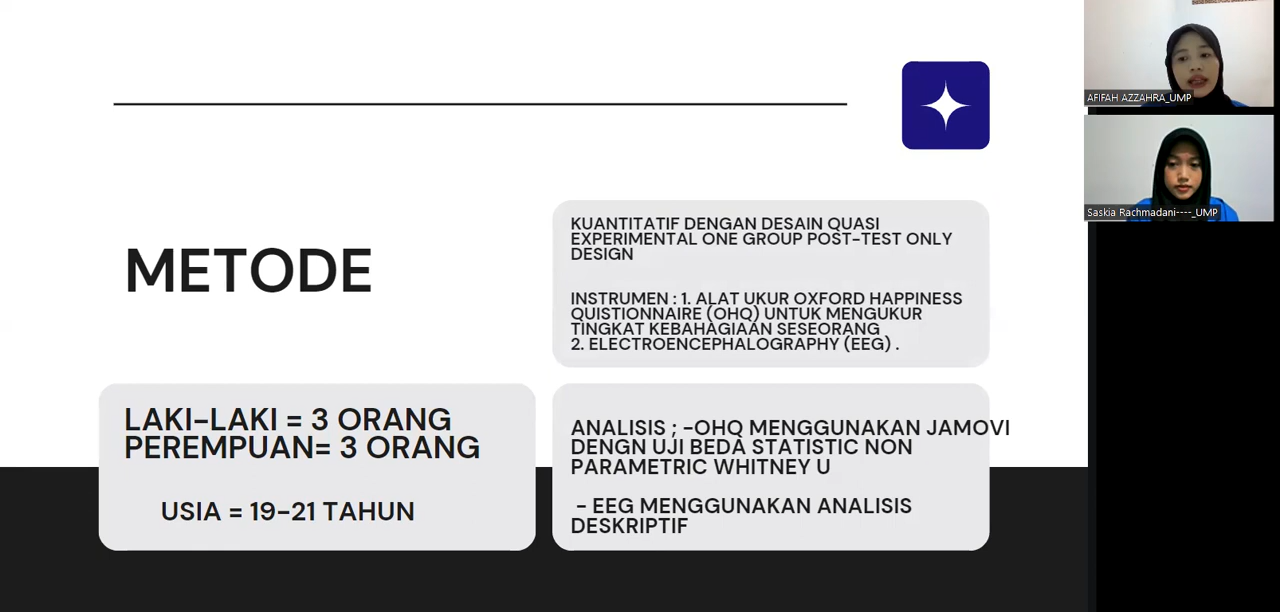 METODE
KUANTITATIF DENGAN DESAIN QUASI
EXPERIMENTAL ONE GROUP POST-TEST ONLY
DESIGN
INSTRUMEN : 1. ALAT UKUR OXFORD HAPPINESS
QUISTIONNAIRE (OHQ) UNTUK MENGUKUR
TINGKAT KEBAHAGIAAN SESEORANG
2. ELECTROENCEPHALOGRAPHY (EEG) .
LAKI-LAKI = 3 ORANG
PEREMPUAN= 3 ORANG
USIA = 19-21 TAHUN
ANALISIS ; -OHQ MENGGUNAKAN JAMOVI
DENGN UJI BEDA STATISTIC NON
PARAMETRIC WHITNEY U
- EEG MENGGUNAKAN ANALISIS
DESKRIPTIF
AFIFAH AZZAHRA_UMP
Saskia Rachmadani----_UMP